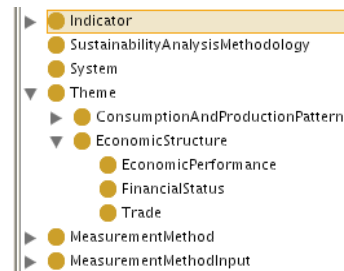 Indicator
SustainabilityAnalysisMethodology
System
Theme
ConsumptionAndProductionPattern
EconomicStructure
EconomicPerformance
FinancialStatus
Trade
MeasurementMethod
MeasurementMethodInput